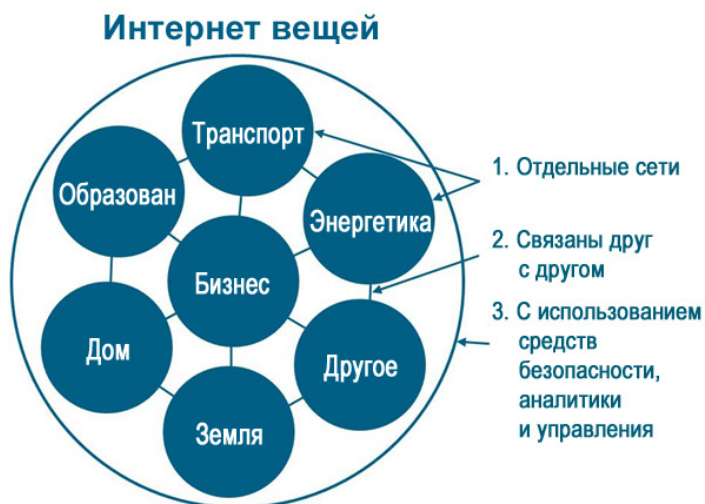 Интернет вещей
Транспорт
Образован
Энергетика
Бизнес
Дом
Другое
Земля
1. Отдельные сети
2. Связаны друг
с другом
3. С использованием
средств
безопасности,
аналитики
и управления